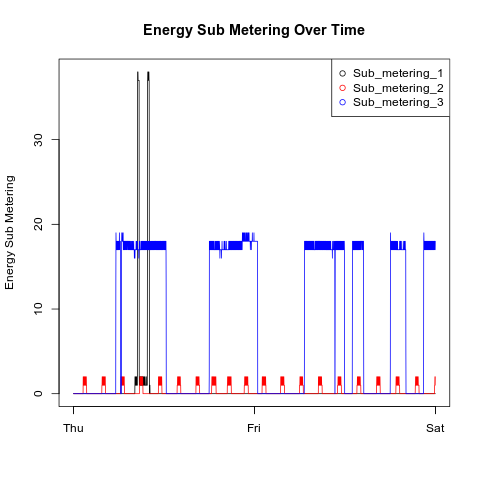 Energy Sub Metering Over Time
Sub_metering_1
Sub_metering_2
Sub_metering_3
Energy Sub Metering
30
20
10
0
Thu Fri Sat